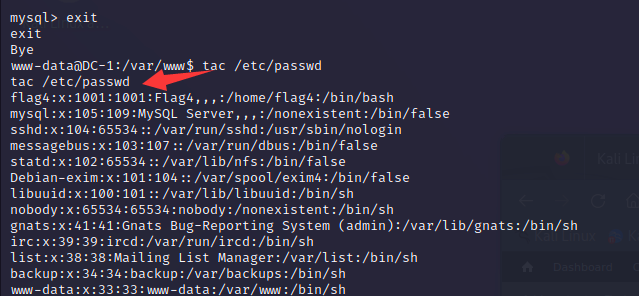 mysql> exit
exit
Bye
www-data@DC-1:/var/www$ tac /etc/passwd
tac /etc/passwd
flag4:x:1001:1001:Flag4,,,:/home/flag4:/bin/bash
mysql:x:105:109:MySQL Server,,,:/nonexistent:/bin/false
sshd:x:104:65534::/var/run/sshd:/usr/sbin/nologin
messagebus:x:103:107::/var/run/dbus:/bin/false
statd:x:102:65534::/var/lib/nfs:/bin/false
Debian-exim:x:101:104::/var/spool/exim4:/bin/false
libuuid:x:100:101::/var/lib/libuuid:/bin/sh
nobody:x:65534:65534:nobody:/nonexistent:/bin/sh
gnats:x:41:41:Gnats Bug-Reporting System (admin):/var/lib/gnats:/bin/sh
irc:x:39:39:ircd:/var/run/ircd:/bin/sh
list:x:38:38:Mailing List Manager:/var/list:/bin/sh
backup:x:34:34:backup:/var/backups:/bin/sh
www-data:x:33:33:www-data:/var/www:/bin/sh
Kali Lin
Kali Linux
Home